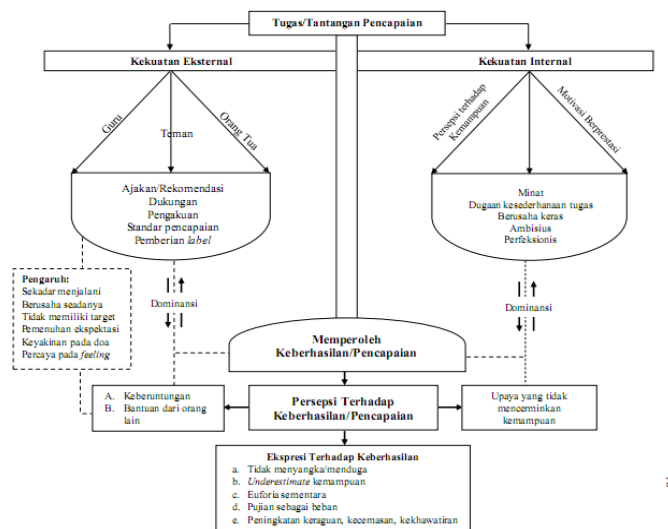 Tugas/Tantangan Pencapaian
Kekuatan Eksternal
Kekuatan Internal
Guru
Teman
Orang Tua
Persepsi terhadap
Kemampuan
Motivasi Berprestasi
Ajakan/Rekomendasi
Dukungan
Pengakuan
Standar pencapaian
Pemberian label
Minat
Dugaan kesederhanaan tugas
Berusaha keras
Ambisius
Perfeksionis
Pengaruh:
Sekadar menjalani
Berusaha seadanya
Tidak memiliki target
Pemenuhan ekspektasi
Keyakinan pada doa
Percaya pada feeling
Dominansi
Dominansi
Memperoleh
Keberhasilan/Pencapaian
A. Keberuntungan
B. Bantuan dari orang
lain
Persepsi Terhadap
Keberhasilan/Pencapaian
Upaya yang tidak
mencerminkan
kemampuan
Ekspresi Terhadap Keberhasilan
a. Tidak menyangka/menduga
b. Underestimate kemampuan
c. Euforia sementara
d. Pujian sebagai beban
e. Peningkatan keraguan, kecemasan, kekhawatiran